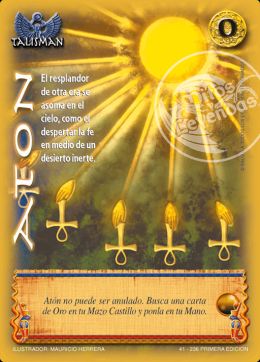 TALISMAN
0
ATON
El resplandor
de otra era se
asoma en el
cielo, como el
despertar la fe
en medio de un
desierto inerte.
Mitos
Leyendas
Atón no puede ser anulado. Busca una carta
de Oro en tu Mazo Castillo y ponla en tu Mano.
ILUSTRADOR: MAURICIO HERRERA
41 - 236 PRIMERA EDICION